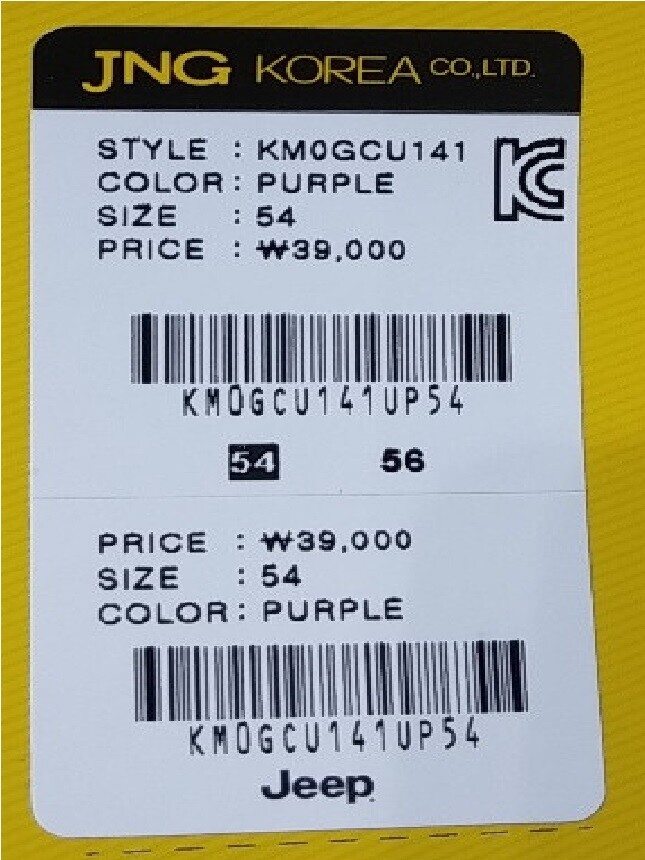 JNG KOREA CO.,LTD.
STYLE : KM0GCU141
COLOR : PURPLE
SIZE : 54
PRICE : ₩39,000
KC
KM0GCU141UP54
54 56
PRICE : ₩39,000
SIZE : 54
COLOR : PURPLE
KM0GCU141UP54
Jeep